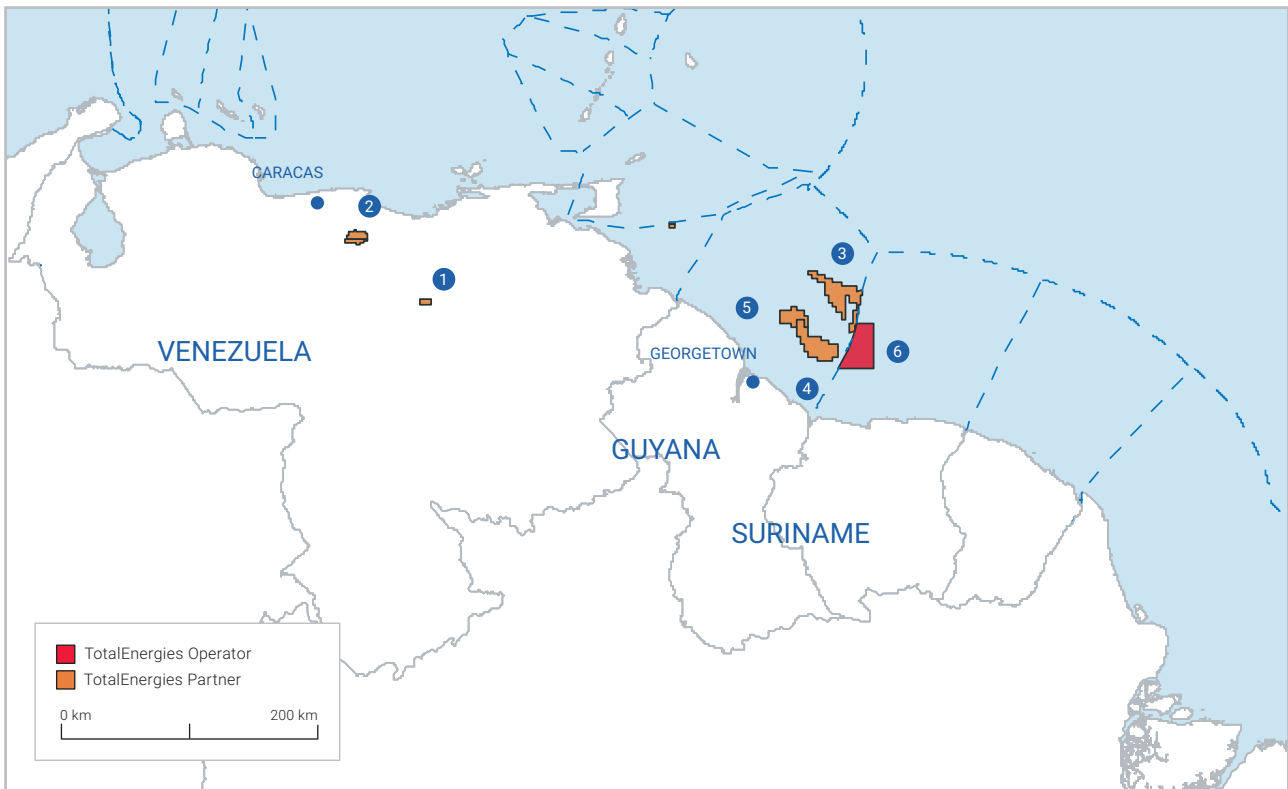 CARACAS
2
3
1
5
VENEZUELA
GEORGETOWN
6
4
GUYANA
SURINAME
TotalEnergies Operator
TotalEnergies Partner
0 km 200 km